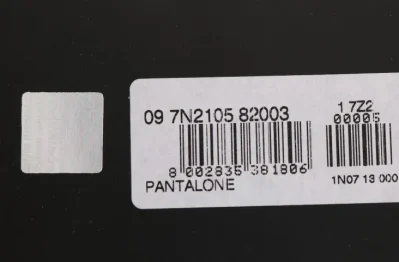 09 7N2105 82003
1 7Z2
00005
8 002835 381806
PANTALONE
1N07 13 000